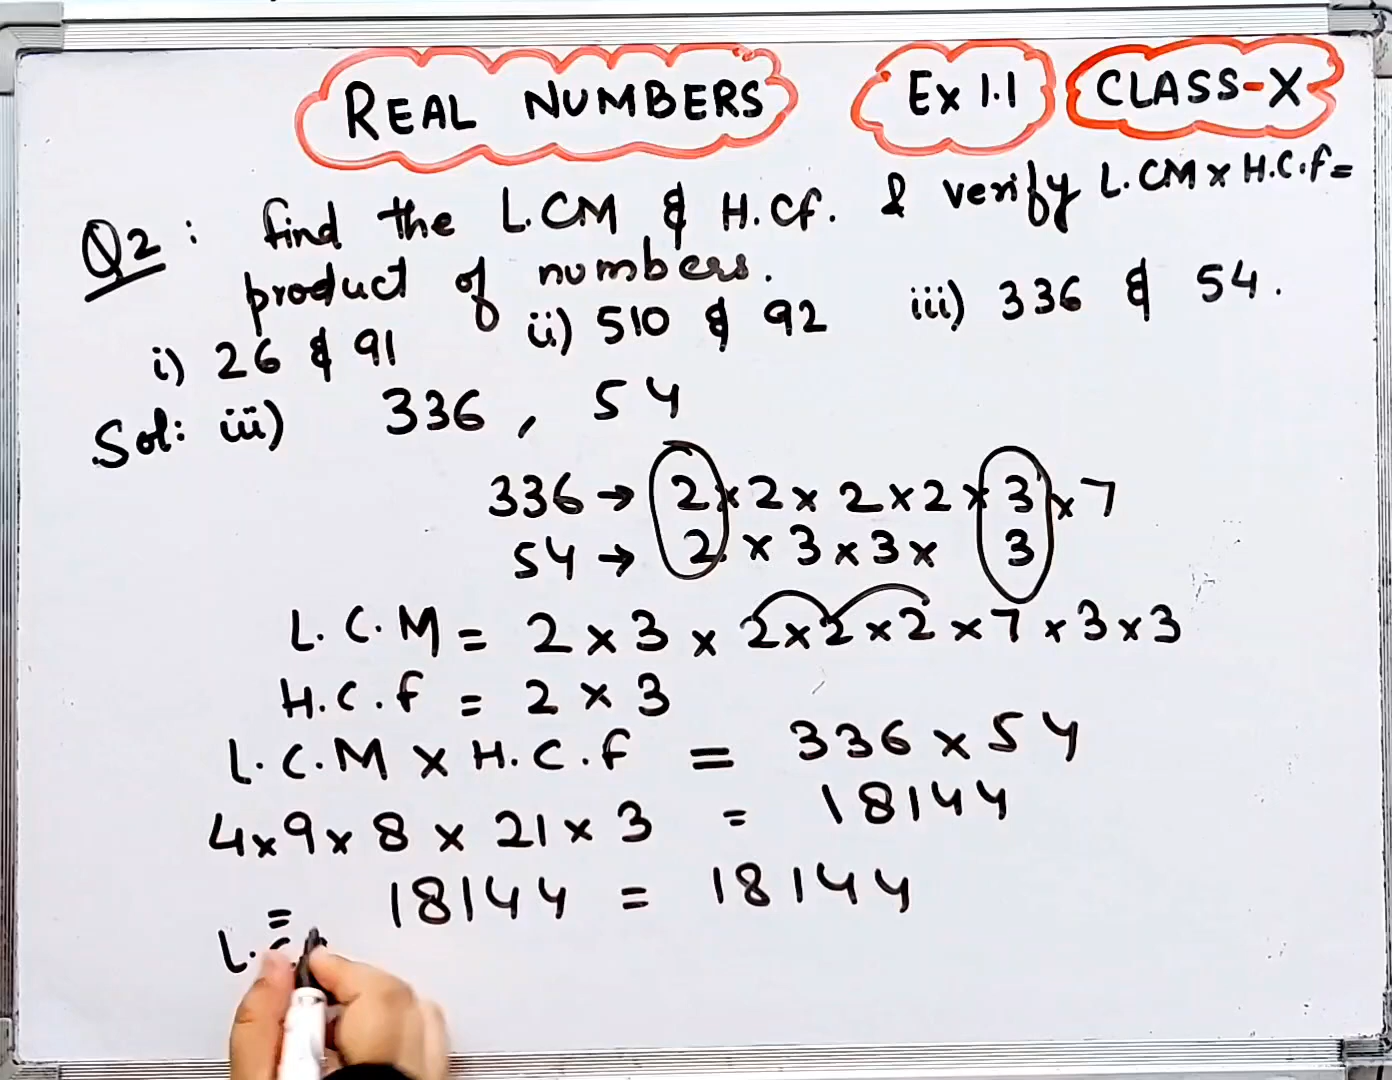 REAL NUMBERS Ex 1.1 CLASS-X
Q2: find the L.CM & H.Cf. & verify L.CM x H.C.f =
product of numbers.
i) 26 & 91 ii) 510 & 92 iii) 336 & 54.
Sol: iii) 336, 54
336 → 2 x 2 x 2 x 2 x 3 x 7
54 → 2 x 3 x 3 x 3
L.C.M = 2 x 3 x 2 x 2 x 2 x 7 x 3 x 3
H.C.f = 2 x 3
L.C.M x H.C.f = 336 x 54
4 x 9 x 8 x 21 x 3 = 18144
= 18144 = 18144
L.C